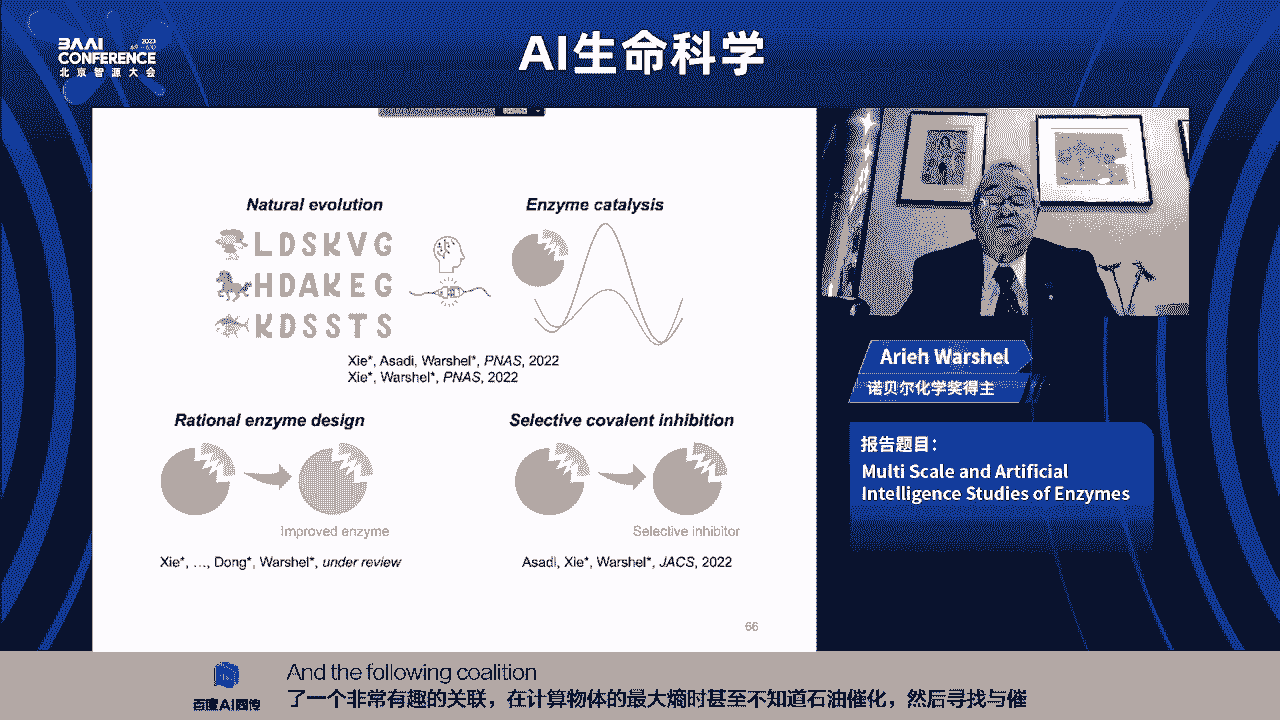 BAAI 2023
CONFERENCE 6.9-6.10
北京智源大会
AI生命科学
Natural evolution
Enzyme catalysis
LDSKVG
HDAKEG
KDSSTS
Xie*, Asadi, Warshel*, PNAS, 2022
Xie*, Warshel*, PNAS, 2022
Rational enzyme design
Selective covalent inhibition
Improved enzyme
Selective inhibitor
Xie*, …, Dong*, Warshel*, under review
Asadi, Xie*, Warshel*, JACS, 2022
66
Arieh Warshel
诺贝尔化学奖得主
报告题目：
Multi Scale and Artificial
Intelligence Studies of Enzymes
And the following coalition
了一个非常有趣的关联，在计算物体的最大熵时甚至不知道石油催化，然后寻找与催
百度AI同传